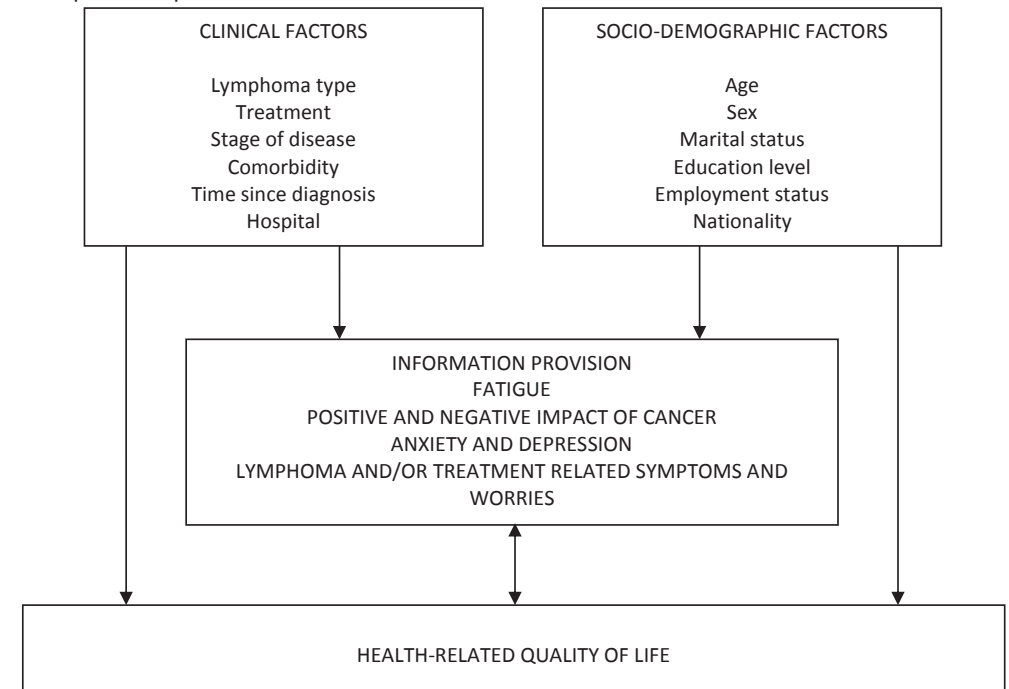 CLINICAL FACTORS
Lymphoma type
Treatment
Stage of disease
Comorbidity
Time since diagnosis
Hospital
SOCIO-DEMOGRAPHIC FACTORS
Age
Sex
Marital status
Education level
Employment status
Nationality
INFORMATION PROVISION
FATIGUE
POSITIVE AND NEGATIVE IMPACT OF CANCER
ANXIETY AND DEPRESSION
LYMPHOMA AND/OR TREATMENT RELATED SYMPTOMS AND
WORRIES
HEALTH-RELATED QUALITY OF LIFE